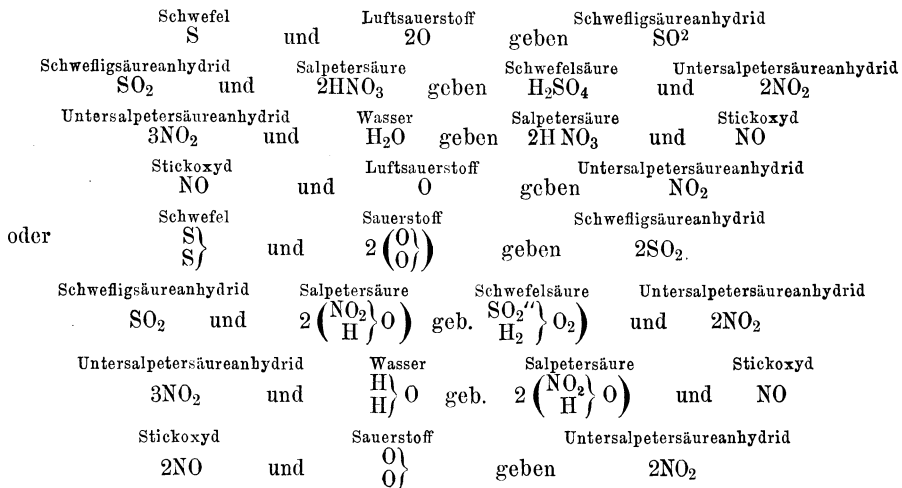 Schwefel Luftsauerstoff Schwefligsäureanhydrid
S und 2O geben SO²
Schwefligsäureanhydrid Salpetersäure Schwefelsäure Untersalpetersäureanhydrid
SO₂ und 2HNO₃ geben H₂SO₄ und 2NO₂
Untersalpetersäureanhydrid Wasser Salpetersäure Stickoxyd
3NO₂ und H₂O geben 2H NO₃ und NO
Stickoxyd Luftsauerstoff Untersalpetersäureanhydrid
NO und O geben NO₂
Schwefel Sauerstoff Schwefligsäureanhydrid
oder S S} und 2 (O O}) geben 2SO₂.
Schwefligsäureanhydrid Salpetersäure Schwefelsäure Untersalpetersäureanhydrid
SO₂ und 2 (NO₂ H} O) geb. SO₂″ H₂} O₂) und 2NO₂
Untersalpetersäureanhydrid Wasser Salpetersäure Stickoxyd
3NO₂ und H H} O geb. 2 (NO₂ H} O) und NO
Stickoxyd Sauerstoff Untersalpetersäureanhydrid
2NO und O O} geben 2NO₂